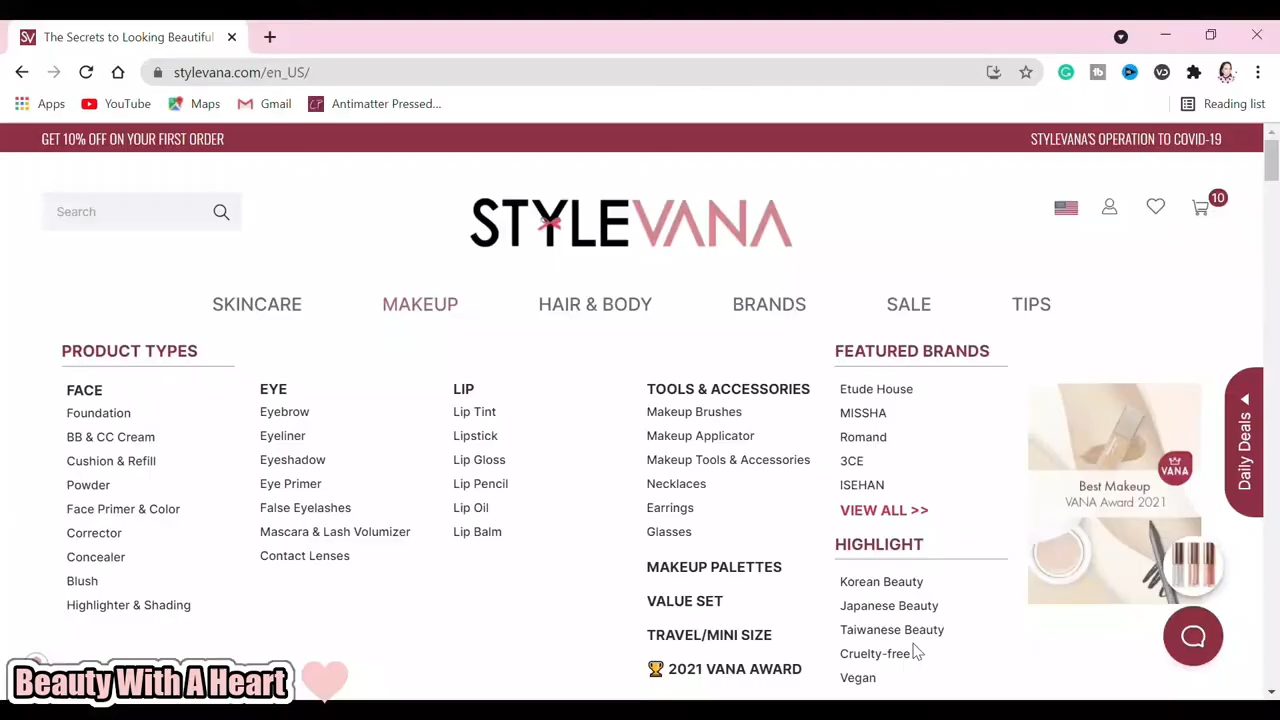 SV The Secrets to Looking Beautiful
stylevana.com/en_US/
Apps YouTube Maps Gmail Antimatter Pressed... Reading list
GET 10% OFF ON YOUR FIRST ORDER STYLEVANA'S OPERATION TO COVID-19
Search STYLEVANA 10
SKINCARE MAKEUP HAIR & BODY BRANDS SALE TIPS
PRODUCT TYPES
FACE
Foundation
BB & CC Cream
Cushion & Refill
Powder
Face Primer & Color
Corrector
Concealer
Blush
Highlighter & Shading
EYE
Eyebrow
Eyeliner
Eyeshadow
Eye Primer
False Eyelashes
Mascara & Lash Volumizer
Contact Lenses
LIP
Lip Tint
Lipstick
Lip Gloss
Lip Pencil
Lip Oil
Lip Balm
TOOLS & ACCESSORIES
Makeup Brushes
Makeup Applicator
Makeup Tools & Accessories
Necklaces
Earrings
Glasses
MAKEUP PALETTES
VALUE SET
TRAVEL/MINI SIZE
2021 VANA AWARD
FEATURED BRANDS
Etude House
MISSHA
Romand
3CE
ISEHAN
VIEW ALL >>
HIGHLIGHT
Korean Beauty
Japanese Beauty
Taiwanese Beauty
Cruelty-free
Vegan
VANA
Best Makeup
VANA Award 2021
Daily Deals
Beauty With A Heart